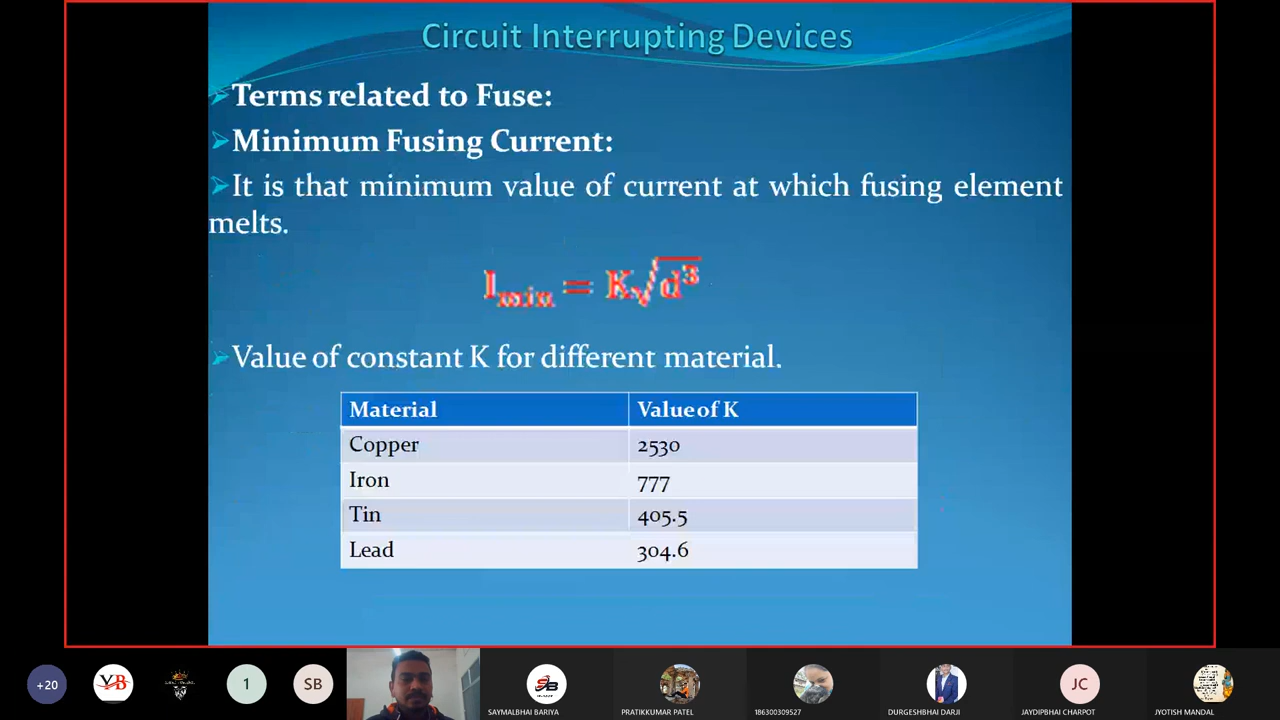 Circuit Interrupting Devices
Terms related to Fuse:
Minimum Fusing Current:
It is that minimum value of current at which fusing element
melts.
I_min = K√d³
Value of constant K for different material.
Material Value of K
Copper 2530
Iron 777
Tin 405.5
Lead 304.6
+20 VB 1 SB SB JC
SAYMALBHAI BARIYA PRATIKKUMAR PATEL 186300309527 DURGESHBHAI DARJI JAYDIPBHAI CHARPOT JYOTISH MANDAL